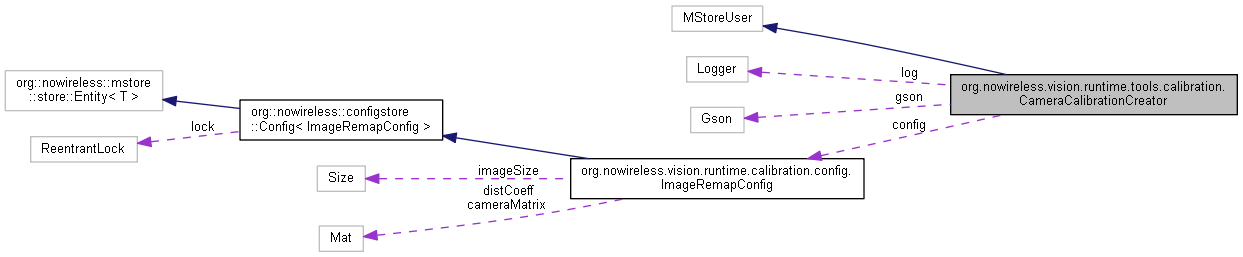 MStoreUser
Logger
log
org.nowireless.vision.runtime.tools.calibration.
CameraCalibrationCreator
org::nowireless::mstore
::store::Entity< T >
gson
Gson
org::nowireless::configstore
::Config< ImageRemapConfig >
lock
config
ReentrantLock
imageSize
Size
org.nowireless.vision.runtime.calibration.config.
ImageRemapConfig
distCoeff
cameraMatrix
Mat